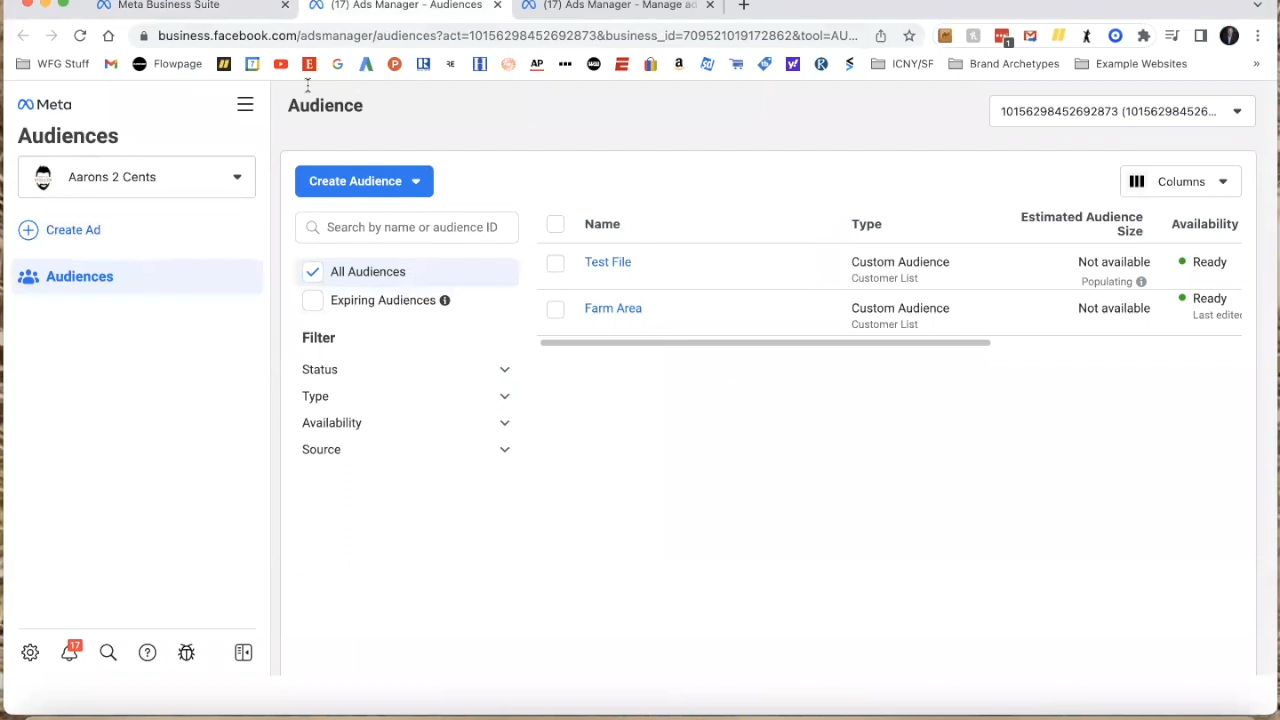 Meta Business Suite
(17) Ads Manager - Audiences
(17) Ads Manager - Manage ad
business.facebook.com/adsmanager/audiences?act=10156298452692873&business_id=709521019172862&tool=AU...
1
WFG Stuff
Flowpage
AP
ICNY/SF
Brand Archetypes
Example Websites
»
Meta
Audiences
Aarons 2 Cents
Create Ad
Audiences
17
Audience
10156298452692873 (101562984526...
Create Audience
Columns
Search by name or audience ID
All Audiences
Expiring Audiences
Filter
Status
Type
Availability
Source
Name
Type
Estimated Audience
Size
Availability
Test File
Custom Audience
Customer List
Not available
Populating
Ready
Farm Area
Custom Audience
Customer List
Not available
Ready
Last edite